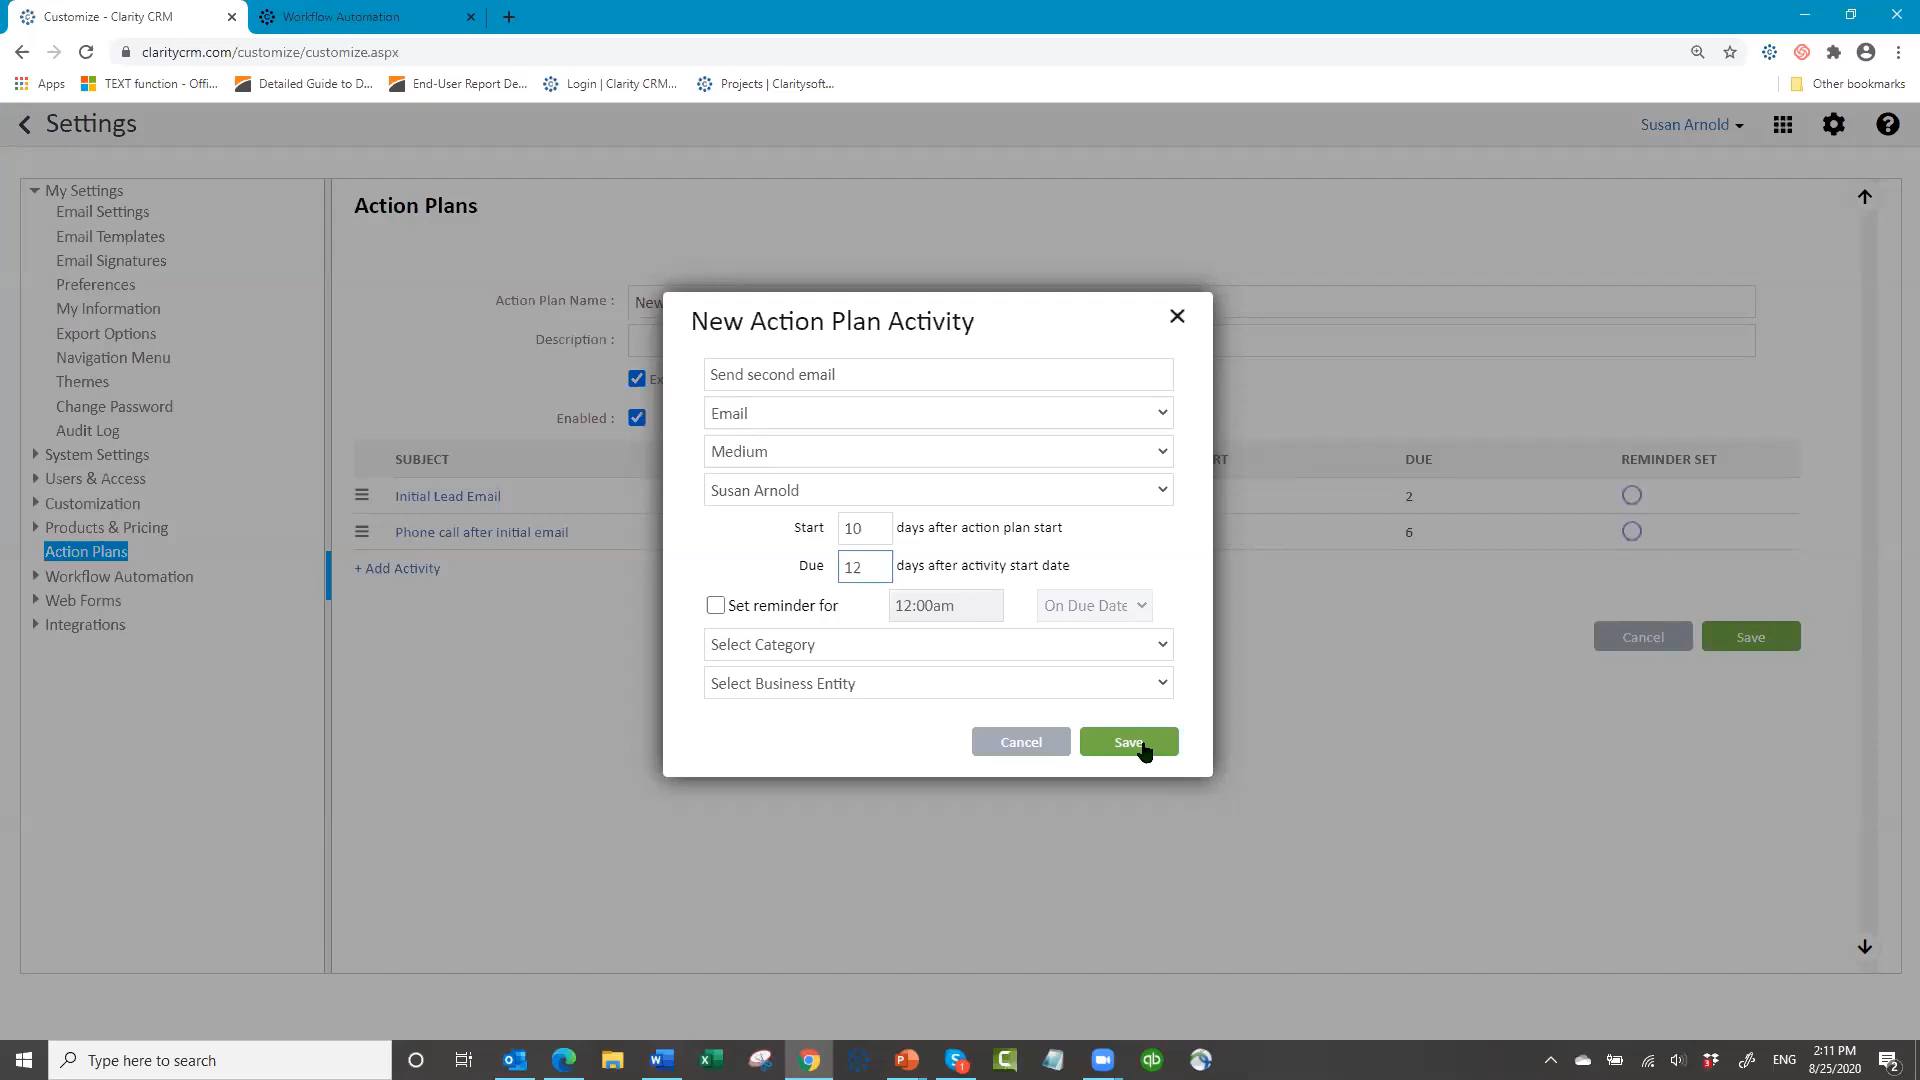 Customize - Clarity CRM
Workflow Automation
claritycrm.com/customize/customize.aspx
Apps
TEXT function - Offi...
Detailed Guide to D...
End-User Report De...
Login | Clarity CRM...
Projects | Claritysoft...
Other bookmarks
Settings
Susan Arnold
My Settings
Email Settings
Email Templates
Email Signatures
Preferences
My Information
Export Options
Navigation Menu
Themes
Change Password
Audit Log
System Settings
Users & Access
Customization
Products & Pricing
Action Plans
Workflow Automation
Web Forms
Integrations
Action Plans
Action Plan Name :
New
Description :
Enabled :
SUBJECT
DUE
REMINDER SET
Initial Lead Email
2
Phone call after initial email
6
+ Add Activity
Cancel
Save
New Action Plan Activity
Send second email
Email
Medium
Susan Arnold
Start 10 days after action plan start
Due 12 days after activity start date
Set reminder for 12:00am On Due Date
Select Category
Select Business Entity
Cancel
Save
Type here to search
ENG
2:11 PM
8/25/2020
2